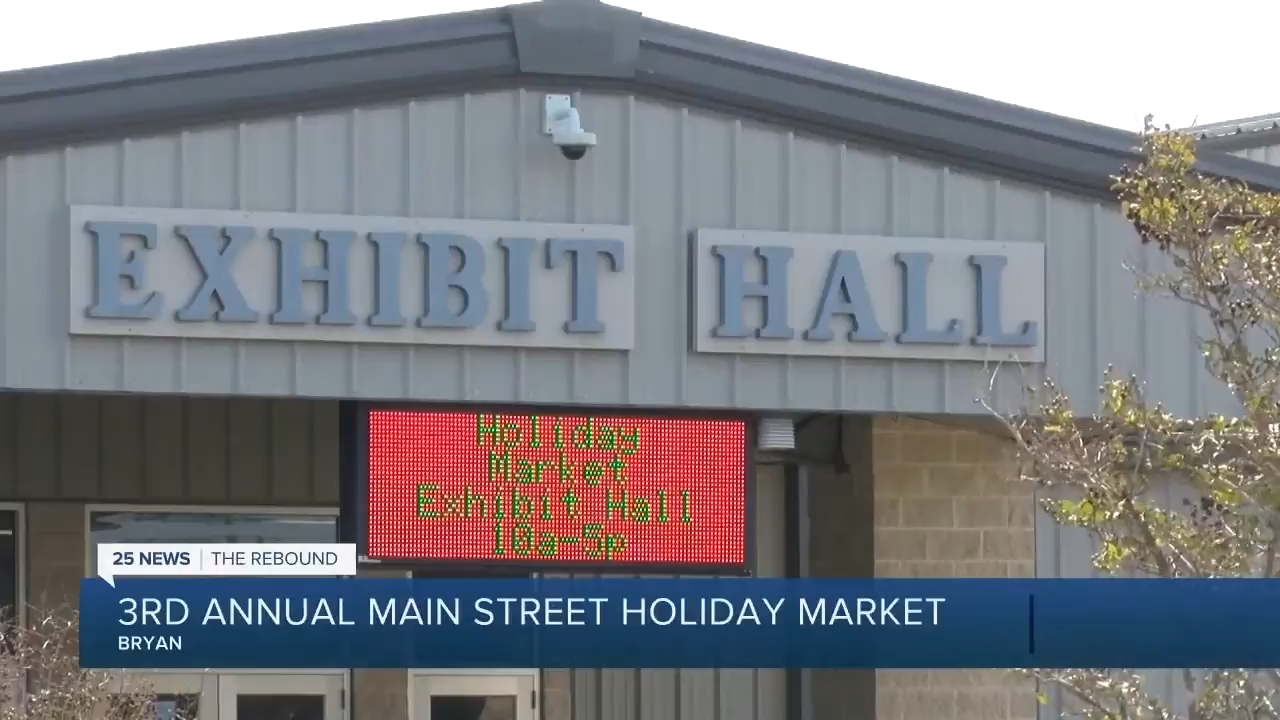 EXHIBIT HALL
Holiday
Market
Exhibit Hall
10a-5p
25 NEWS | THE REBOUND
3RD ANNUAL MAIN STREET HOLIDAY MARKET
BRYAN